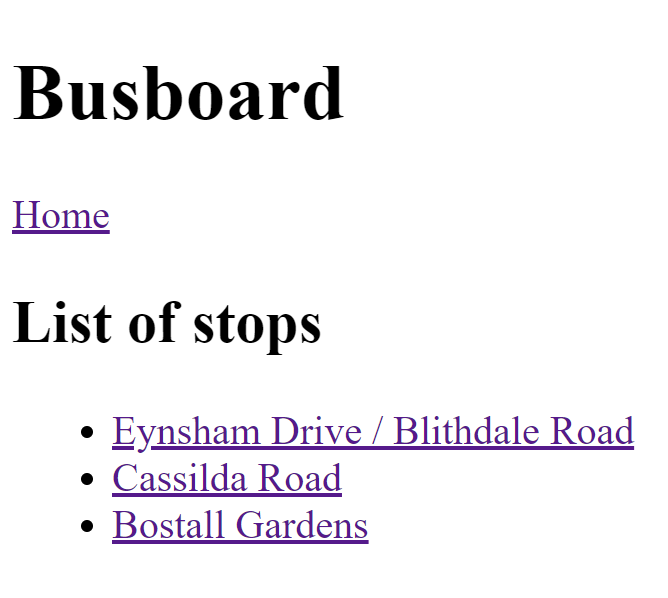 Busboard
Home
List of stops
Eynsham Drive / Blithdale Road
Cassilda Road
Bostall Gardens